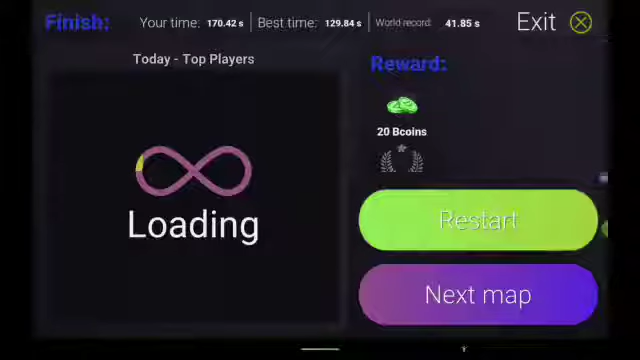 Finish: Your time: 170.42 s Best time: 129.84 s World record: 41.85 s Exit
Today - Top Players
Reward:
20 Bcoins
Loading
Restart
Next map